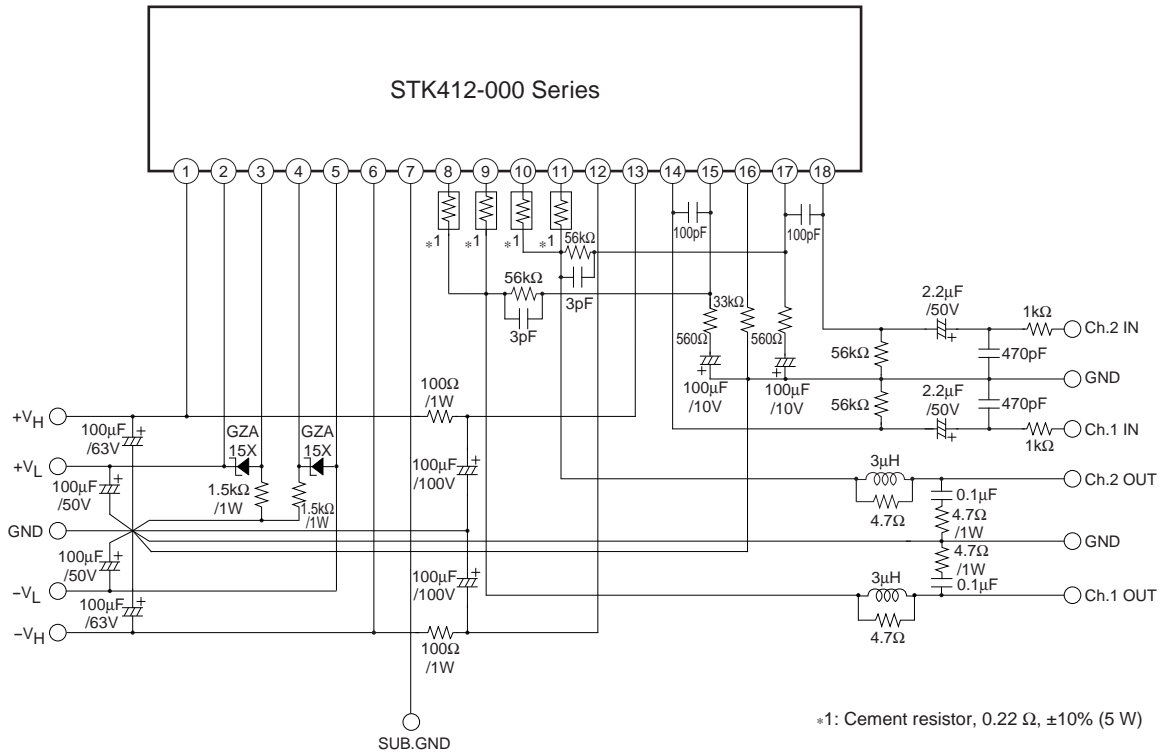 STK412-000 Series
1 2 3 4 5 6 7 8 9 10 11 12 13 14 15 16 17 18
∗1 ∗1 ∗1 ∗1
100pF
100pF
56kΩ
3pF
56kΩ
3pF
33kΩ
560Ω
560Ω
100µF
/10V
+
100µF
/10V
+
2.2µF
/50V
+
1kΩ
Ch.2 IN
56kΩ
470pF
GND
56kΩ
2.2µF
/50V
+
470pF
1kΩ
Ch.1 IN
+VH
100µF
/63V
+
100Ω
/1W
GZA
15X
GZA
15X
+VL
100µF
/50V
+
1.5kΩ
/1W
1.5kΩ
/1W
100µF
/100V
+
3µH
4.7Ω
Ch.2 OUT
0.1µF
4.7Ω
/1W
GND
GND
4.7Ω
/1W
0.1µF
100µF
/50V
+
−VL
100µF
/63V
+
100µF
/100V
+
3µH
4.7Ω
Ch.1 OUT
−VH
100Ω
/1W
SUB.GND
∗1: Cement resistor, 0.22 Ω, ±10% (5 W)